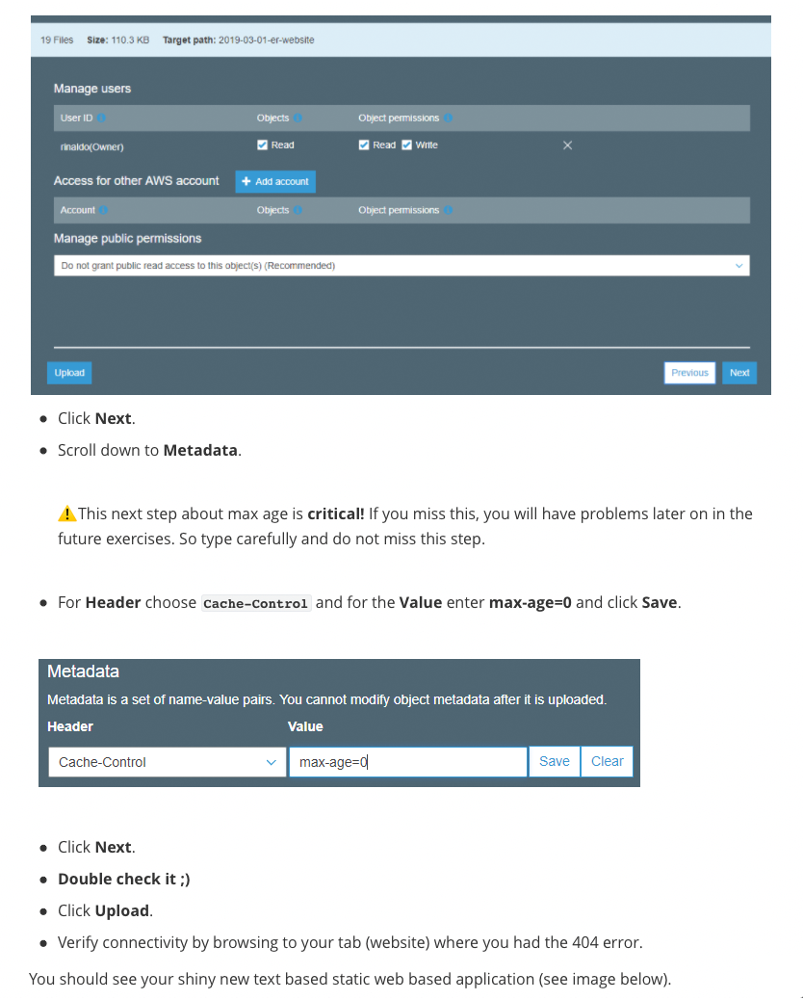 19 Files Size: 110.3 KB Target path: 2019-03-01-er-website
Manage users
User ID Objects Object permissions
rinaldo(Owner) Read Read Write
Access for other AWS account + Add account
Account Objects Object permissions
Manage public permissions
Do not grant public read access to this object(s) (Recommended)
Upload Previous Next
• Click Next.
• Scroll down to Metadata.
⚠This next step about max age is critical! If you miss this, you will have problems later on in the
future exercises. So type carefully and do not miss this step.
• For Header choose Cache-Control and for the Value enter max-age=0 and click Save.
Metadata
Metadata is a set of name-value pairs. You cannot modify object metadata after it is uploaded.
Header Value
Cache-Control max-age=0 Save Clear
• Click Next.
• Double check it ;)
• Click Upload.
• Verify connectivity by browsing to your tab (website) where you had the 404 error.
You should see your shiny new text based static web based application (see image below).